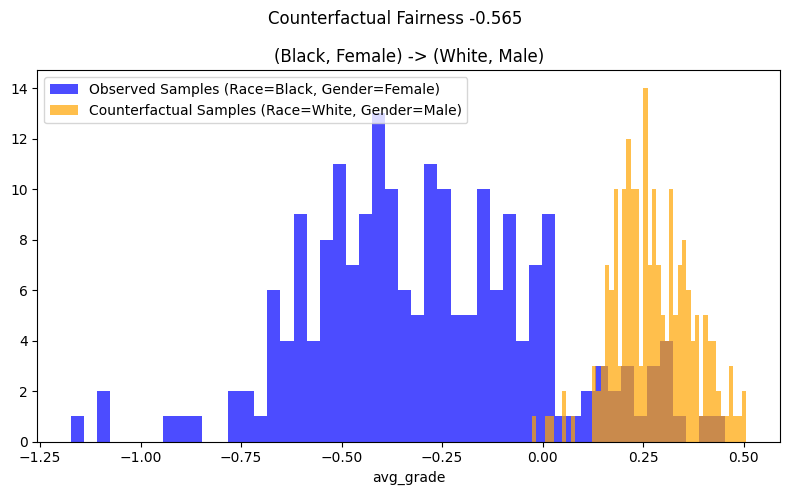 Counterfactual Fairness -0.565
(Black, Female) -> (White, Male)
Observed Samples (Race=Black, Gender=Female)
Counterfactual Samples (Race=White, Gender=Male)
14
12
10
8
6
4
2
0
−1.25 −1.00 −0.75 −0.50 −0.25 0.00 0.25 0.50
avg_grade